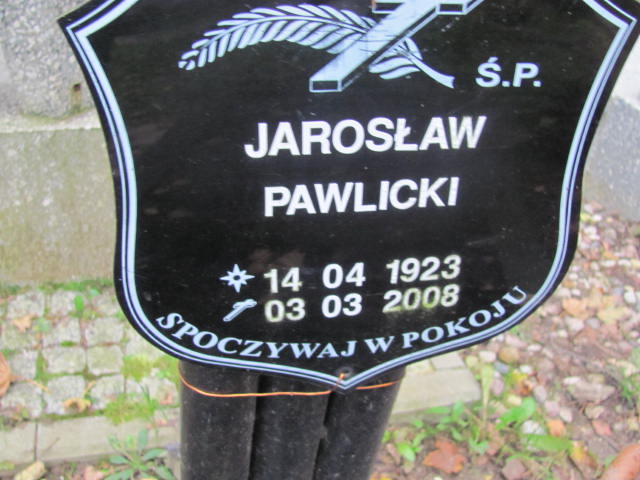 Ś.P.
JAROSŁAW
PAWLICKI
14 04 1923
03 03 2008
SPOCZYWAJ W POKOJU